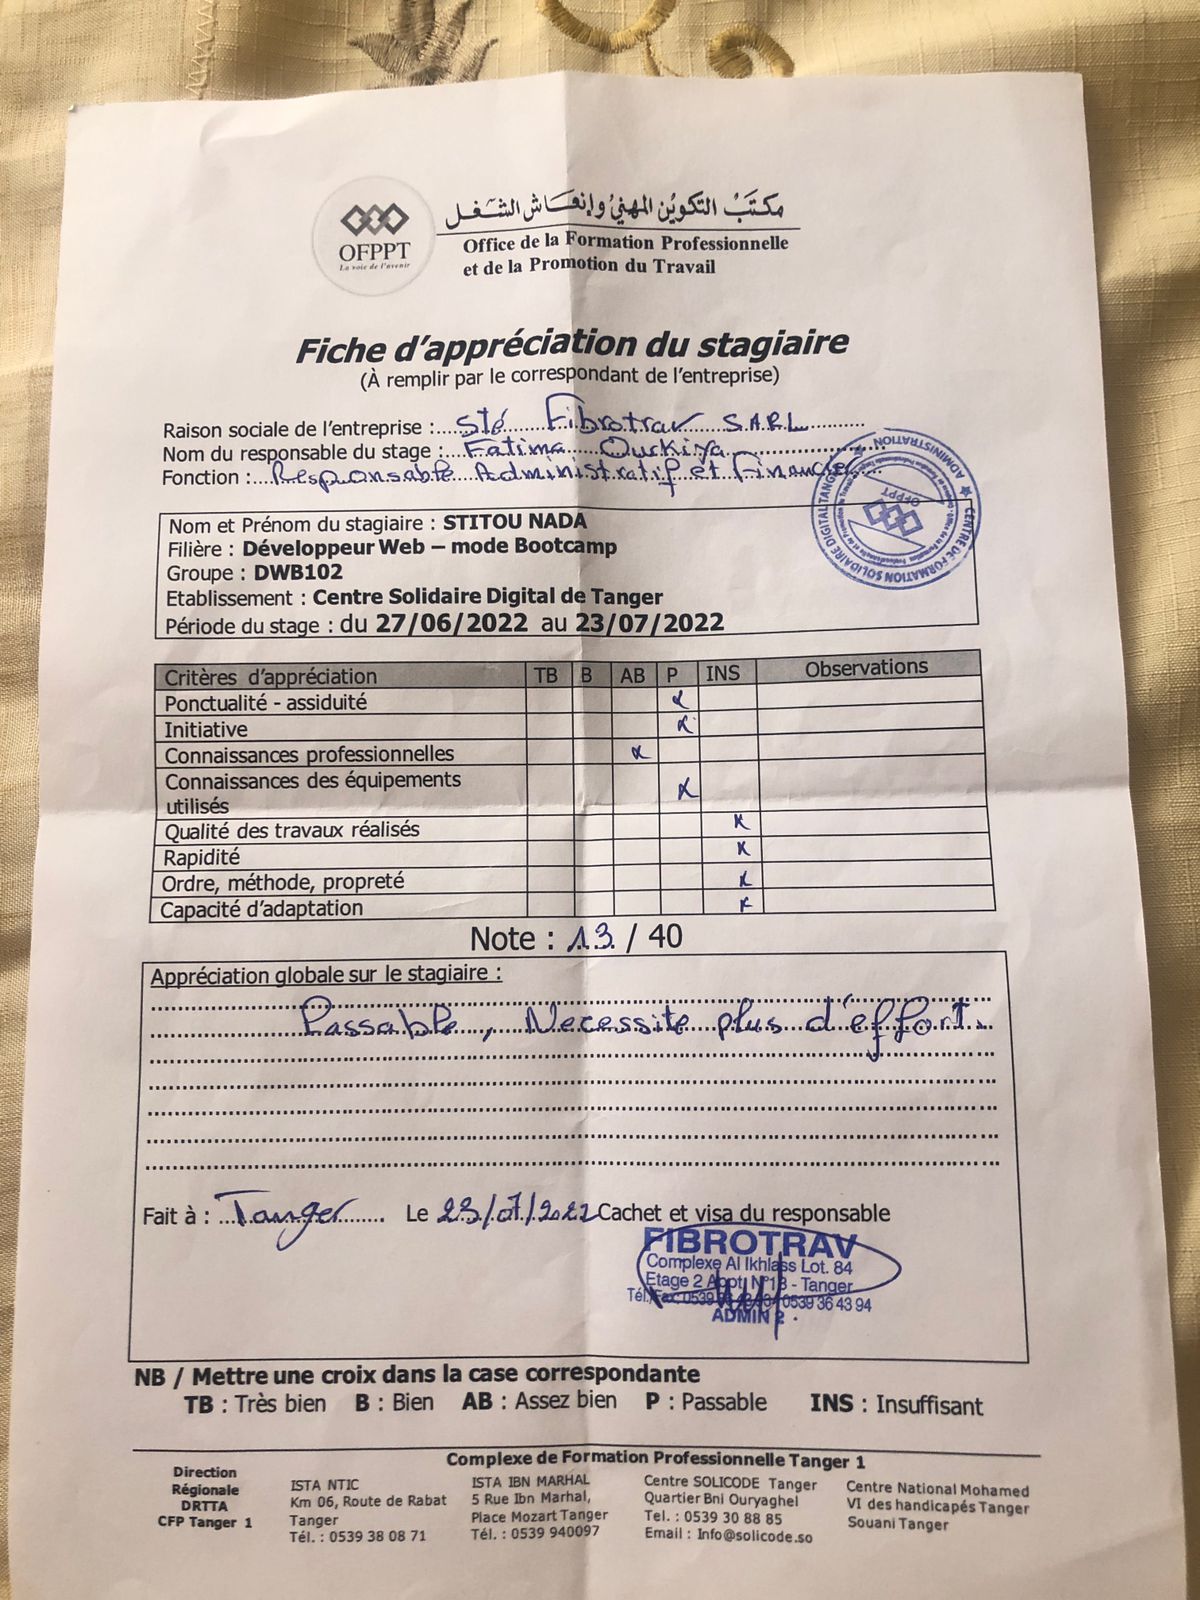 مكتب التكوين المهني وإنعاش الشغل
OFPPT
La voie de l'avenir
Office de la Formation Professionnelle
et de la Promotion du Travail
Fiche d'appréciation du stagiaire
(À remplir par le correspondant de l'entreprise)
Raison sociale de l'entreprise : Sté Fibrotrav S.A.R.L
Nom du responsable du stage : Fatima
Fonction : Responsable Administratif et Financier
CENTRE DE FORMATION SOLIDAIRE DIGITAL TANGER ★ ADMINISTRATION ★
OFPPT
Nom et Prénom du stagiaire : STITOU NADA
Filière : Développeur Web – mode Bootcamp
Groupe : DWB102
Etablissement : Centre Solidaire Digital de Tanger
Période du stage : du 27/06/2022 au 23/07/2022
Critères d'appréciation TB B AB P INS Observations
Ponctualité - assiduité x
Initiative x
Connaissances professionnelles x
Connaissances des équipements
utilisés x
Qualité des travaux réalisés x
Rapidité x
Ordre, méthode, propreté x
Capacité d'adaptation x
Note : 13 / 40
Appréciation globale sur le stagiaire :
Passable, Necessite plus d'effort.
Fait à : Tanger Le 23/07/2022 Cachet et visa du responsable
FIBROTRAV
Complexe Al Ikhlass Lot. 84
Etage 2 Appt. N°13 - Tanger
Tél./Fax: 0539 0539 36 43 94
ADMIN 2
NB / Mettre une croix dans la case correspondante
TB : Très bien B : Bien AB : Assez bien P : Passable INS : Insuffisant
Complexe de Formation Professionnelle Tanger 1
Direction
Régionale
DRTTA
CFP Tanger 1
ISTA NTIC
Km 06, Route de Rabat
Tanger
Tél. : 0539 38 08 71
ISTA IBN MARHAL
5 Rue Ibn Marhal,
Place Mozart Tanger
Tél. : 0539 940097
Centre SOLICODE Tanger
Quartier Bni Ouryaghel
Tel. : 0539 30 88 85
Email : Info@solicode.so
Centre National Mohamed
VI des handicapés Tanger
Souani Tanger